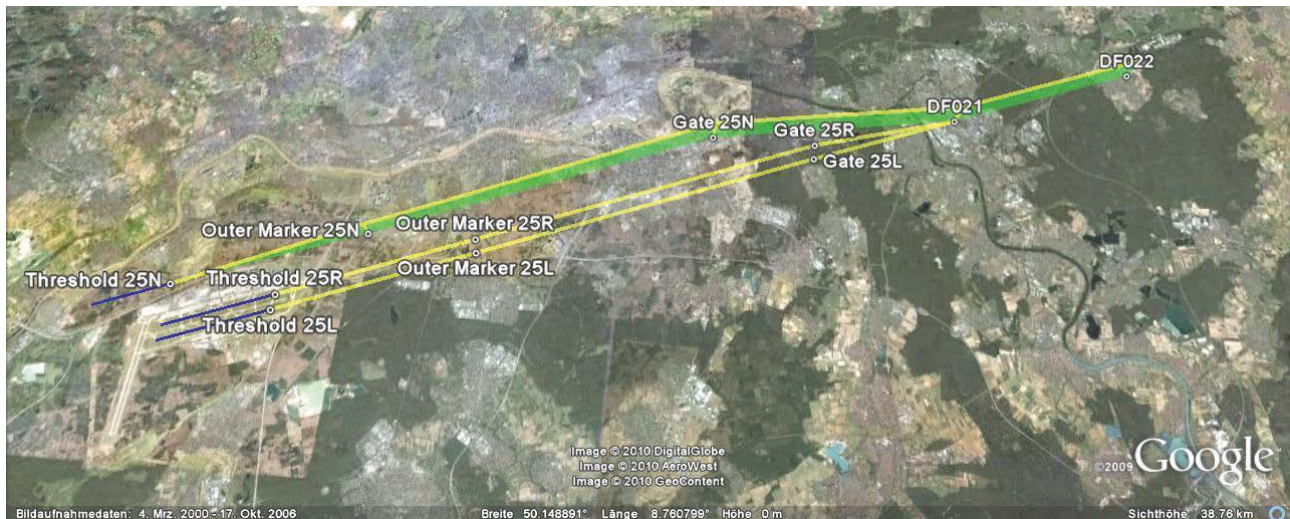 DF022
DF021
Gate 25N
Gate 25R
Gate 25L
Outer Marker 25N
Outer Marker 25R
Outer Marker 25L
Threshold 25N
Threshold 25R
Threshold 25L
Image © 2010 DigitalGlobe
Image © 2010 AeroWest
Image © 2010 GeoContent
©2009 Google
Bildaufnahmedaten: 4. Mrz. 2000 - 17. Okt. 2006 Breite 50.148891° Länge 8.760799° Höhe 0 m Sichthöhe 38.76 km